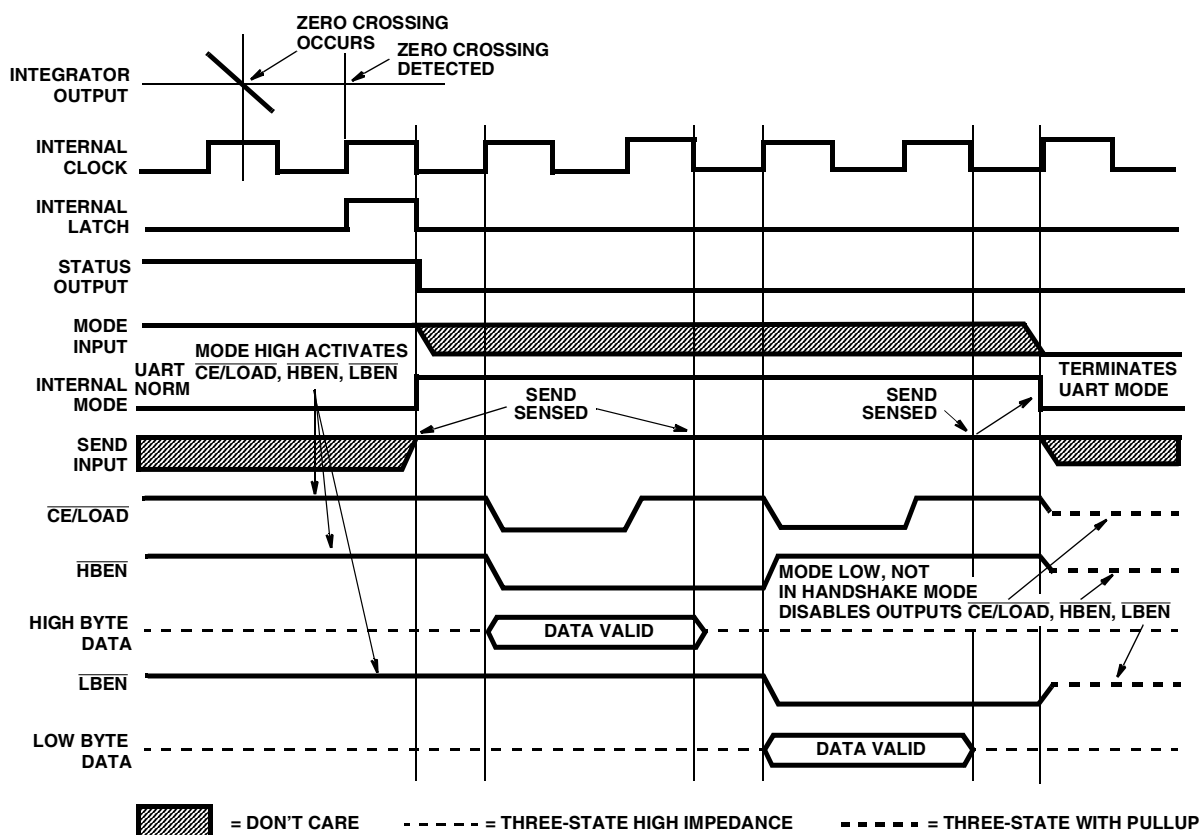 ZERO CROSSING
OCCURS
ZERO CROSSING
DETECTED
INTEGRATOR
OUTPUT
INTERNAL
CLOCK
INTERNAL
LATCH
STATUS
OUTPUT
MODE
INPUT
MODE HIGH ACTIVATES
CE/LOAD, HBEN, LBEN
UART
NORM
TERMINATES
UART MODE
INTERNAL
MODE
SEND
SENSED
SEND
SENSED
SEND
INPUT
CE/LOAD
HBEN
MODE LOW, NOT
IN HANDSHAKE MODE
DISABLES OUTPUTS CE/LOAD, HBEN, LBEN
HIGH BYTE
DATA
DATA VALID
LBEN
LOW BYTE
DATA
DATA VALID
= DON'T CARE
= THREE-STATE HIGH IMPEDANCE
= THREE-STATE WITH PULLUP